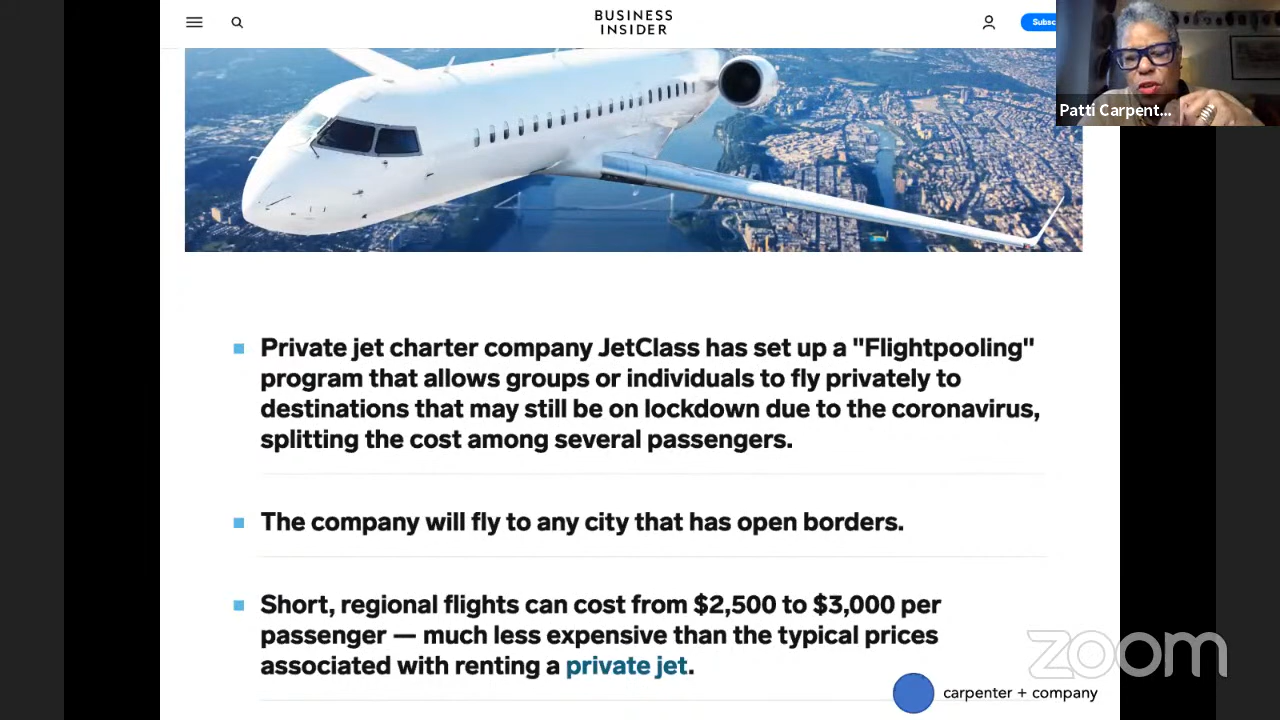 BUSINESS
INSIDER
Subsc
Patti Carpent...
Private jet charter company JetClass has set up a "Flightpooling"
program that allows groups or individuals to fly privately to
destinations that may still be on lockdown due to the coronavirus,
splitting the cost among several passengers.
The company will fly to any city that has open borders.
Short, regional flights can cost from $2,500 to $3,000 per
passenger — much less expensive than the typical prices
associated with renting a private jet.
zoom
carpenter + company